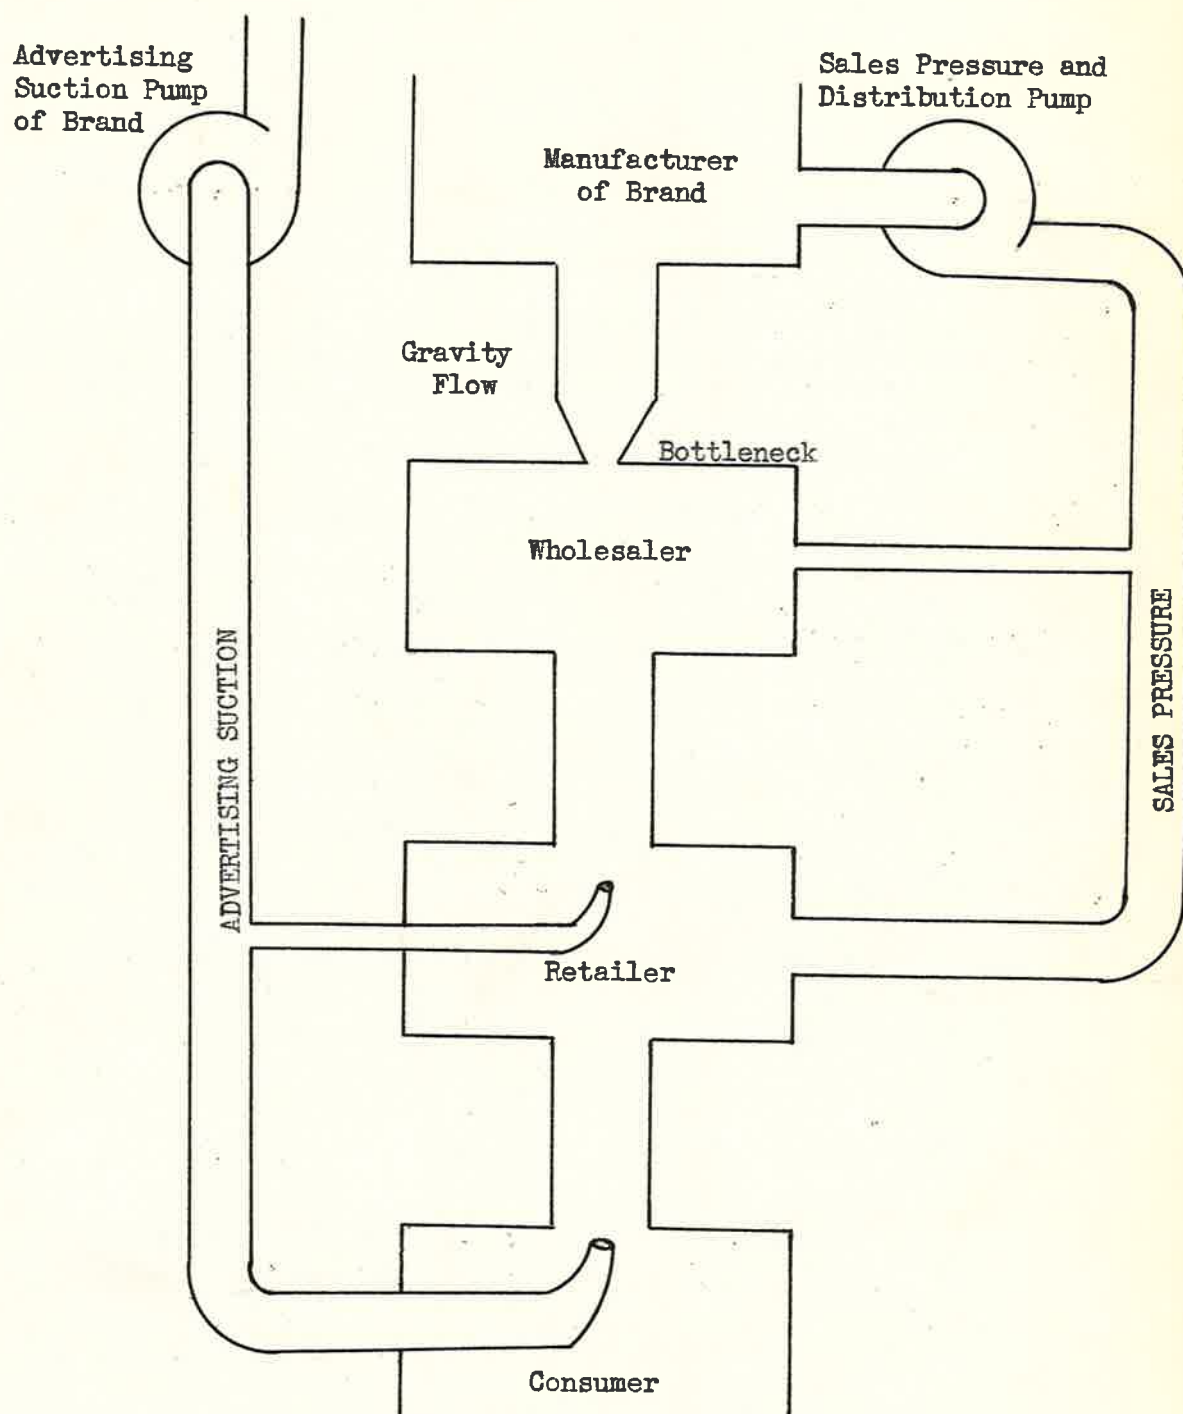 Advertising
Suction Pump
of Brand
Sales Pressure and
Distribution Pump
Manufacturer
of Brand
Gravity
Flow
Bottleneck
Wholesaler
ADVERTISING SUCTION
SALES PRESSURE
Retailer
Consumer